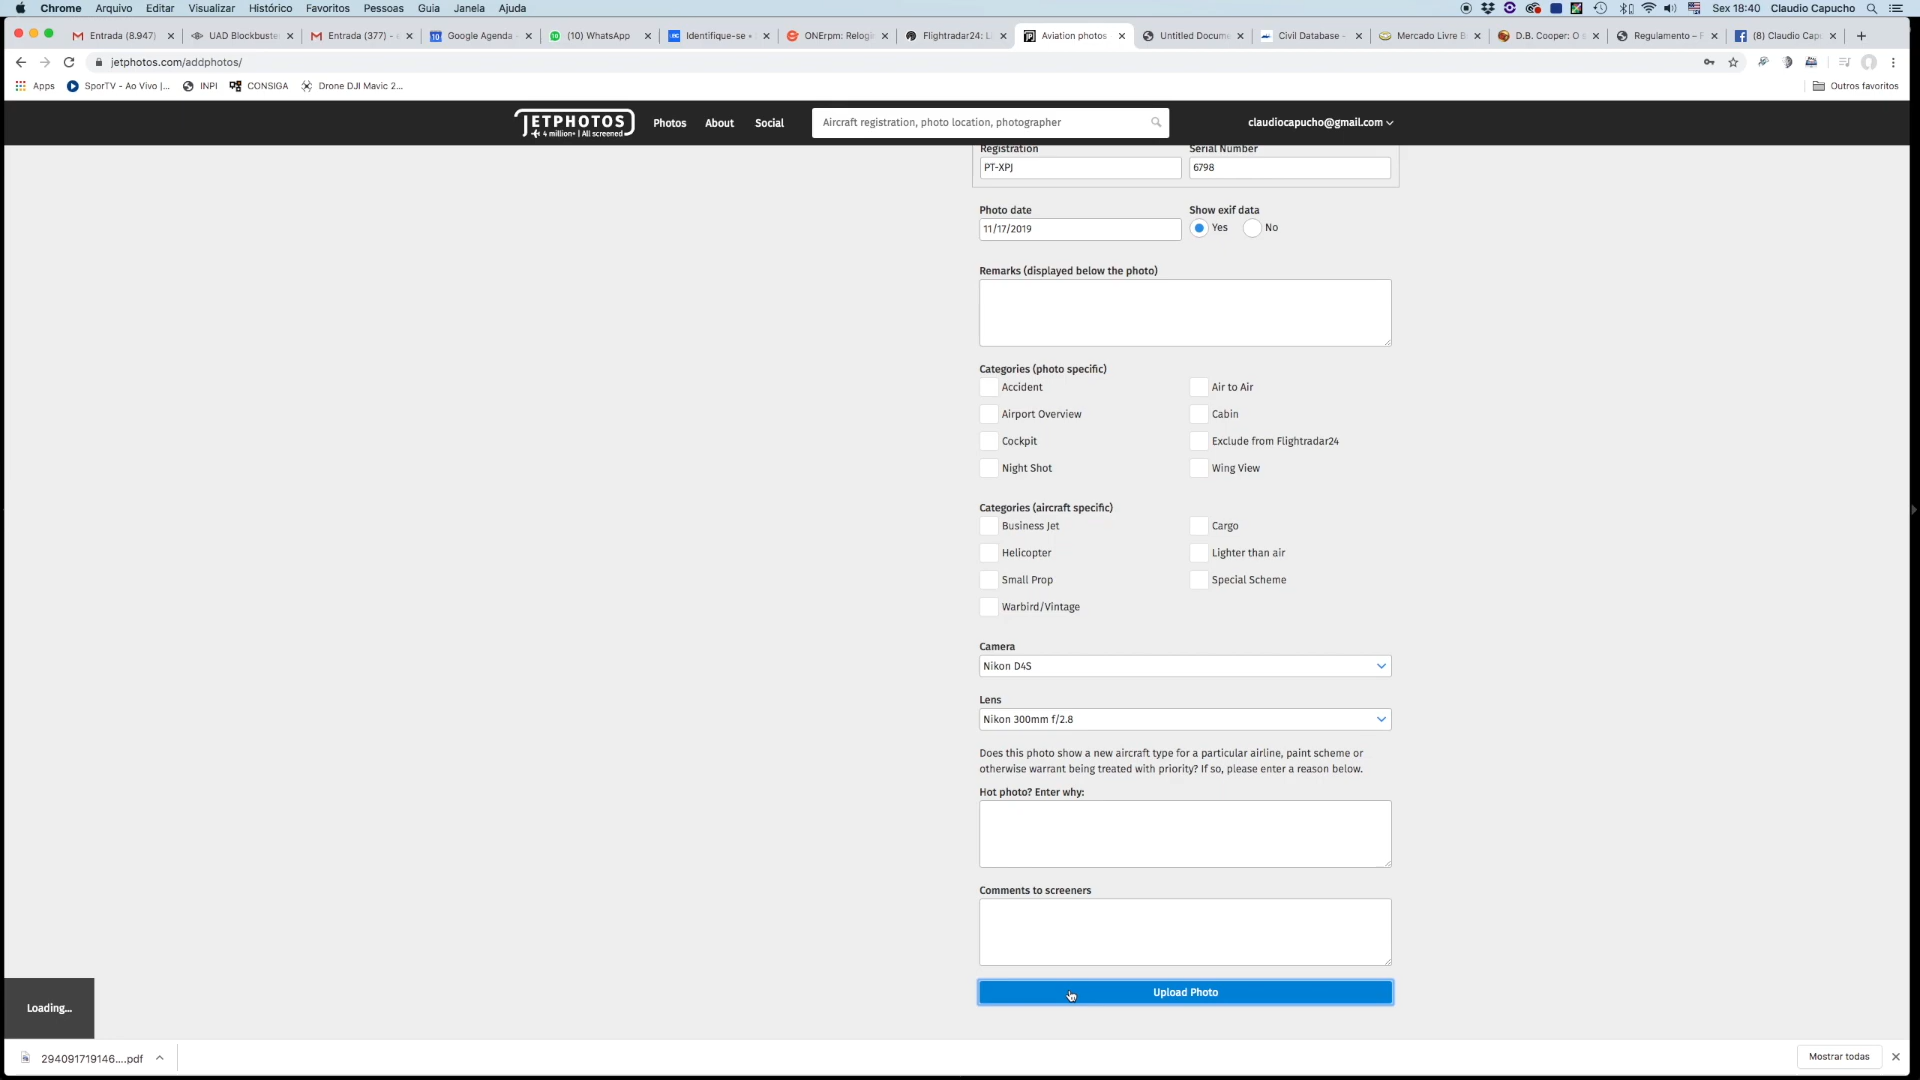 Chrome Arquivo Editar Visualizar Histórico Favoritos Pessoas Guia Janela Ajuda Sex 18:40 Claudio Capucho
Entrada (8.947) UAD Blockbuste Entrada (377) - Google Agenda (10) WhatsApp Identifique-se ONErpm: Relogi Flightradar24: L Aviation photos Untitled Docume Civil Database - Mercado Livre B D.B. Cooper: O Regulamento – F (8) Claudio Cap
jetphotos.com/addphotos/
Apps SporTV - Ao Vivo |... INPI CONSIGA Drone DJI Mavic 2... Outros favoritos
JETPHOTOS Photos About Social Aircraft registration, photo location, photographer claudiocapucho@gmail.com
4 million+ | All screened
Registration Serial Number
PT-XPJ 6798
Photo date Show exif data
11/17/2019 Yes No
Remarks (displayed below the photo)
Categories (photo specific)
Accident Air to Air
Airport Overview Cabin
Cockpit Exclude from Flightradar24
Night Shot Wing View
Categories (aircraft specific)
Business Jet Cargo
Helicopter Lighter than air
Small Prop Special Scheme
Warbird/Vintage
Camera
Nikon D4S
Lens
Nikon 300mm f/2.8
Does this photo show a new aircraft type for a particular airline, paint scheme or
otherwise warrant being treated with priority? If so, please enter a reason below.
Hot photo? Enter why:
Comments to screeners
Upload Photo
Loading...
294091719146....pdf Mostrar todas